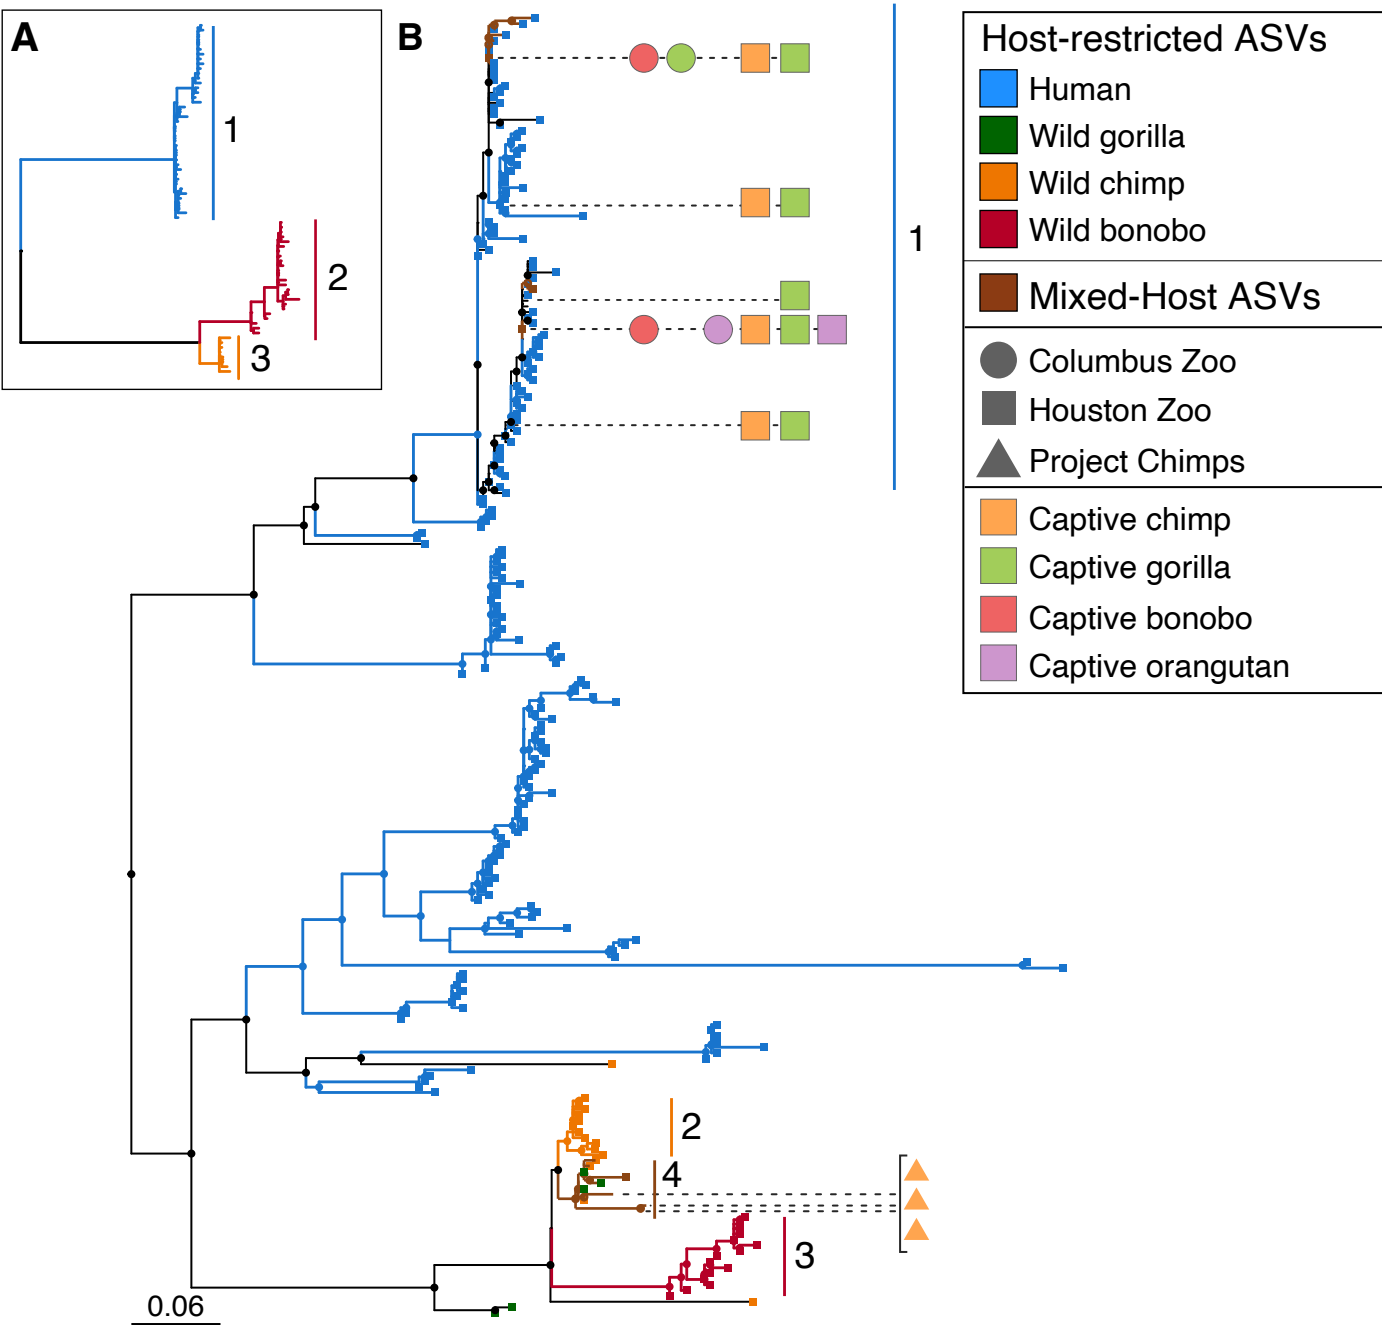 A
1
2
3
B
1
2
4
3
0.06
Host-restricted ASVs
Human
Wild gorilla
Wild chimp
Wild bonobo
Mixed-Host ASVs
Columbus Zoo
Houston Zoo
Project Chimps
Captive chimp
Captive gorilla
Captive bonobo
Captive orangutan